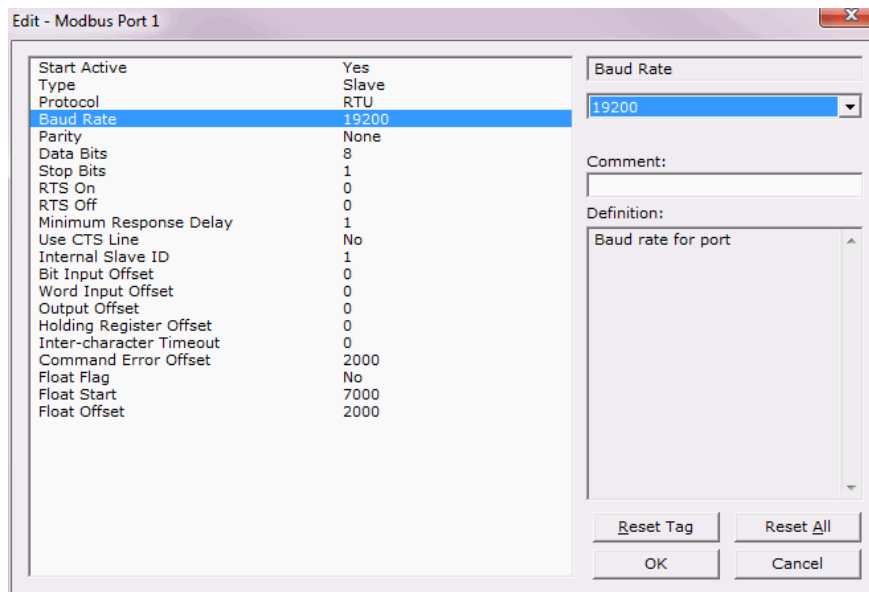 Edit - Modbus Port 1
Start Active Yes
Type Slave
Protocol RTU
Baud Rate 19200
Parity None
Data Bits 8
Stop Bits 1
RTS On 0
RTS Off 0
Minimum Response Delay 1
Use CTS Line No
Internal Slave ID 1
Bit Input Offset 0
Word Input Offset 0
Output Offset 0
Holding Register Offset 0
Inter-character Timeout 0
Command Error Offset 2000
Float Flag No
Float Start 7000
Float Offset 2000
Baud Rate
19200
Comment:
Definition:
Baud rate for port
Reset Tag Reset All
OK Cancel